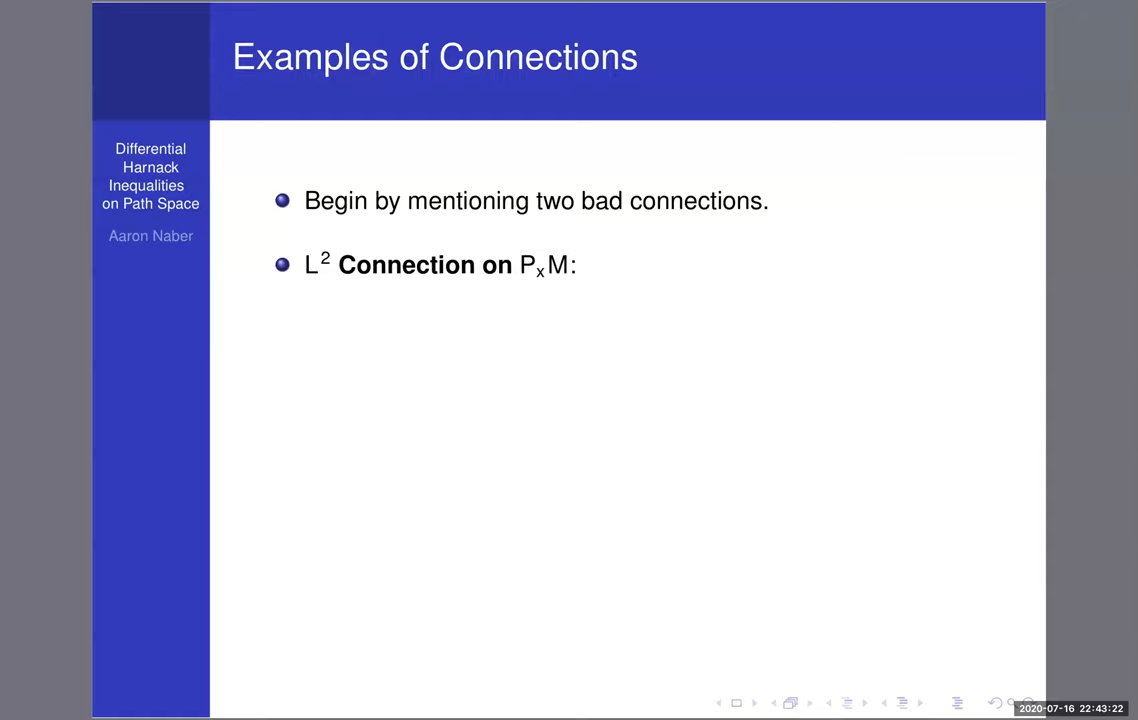 Examples of Connections
Differential
Harnack
Inequalities
on Path Space
Aaron Naber
Begin by mentioning two bad connections.
L² Connection on PₓM:
2020-07-16 22:43:22